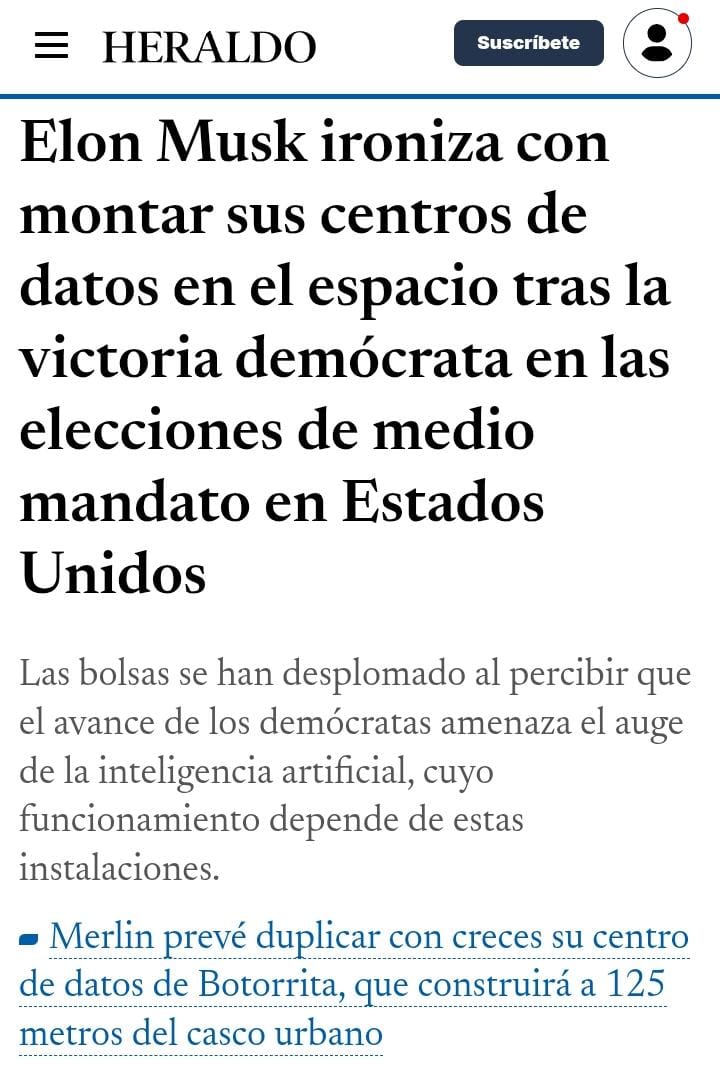 HERALDO
Suscríbete
Elon Musk ironiza con
montar sus centros de
datos en el espacio tras la
victoria demócrata en las
elecciones de medio
mandato en Estados
Unidos
Las bolsas se han desplomado al percibir que
el avance de los demócratas amenaza el auge
de la inteligencia artificial, cuyo
funcionamiento depende de estas
instalaciones.
Merlin prevé duplicar con creces su centro
de datos de Botorrita, que construirá a 125
metros del casco urbano